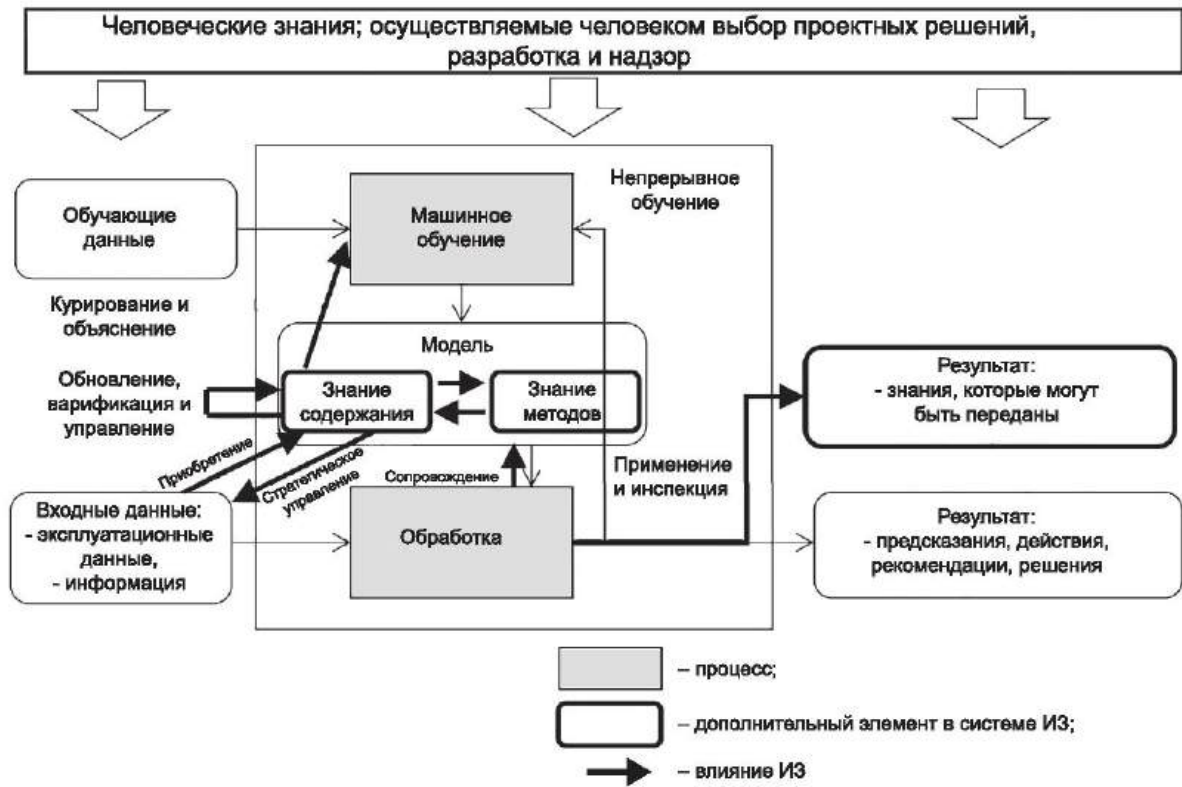 Человеческие знания; осуществляемые человеком выбор проектных решений,
разработка и надзор
Обучающие
данные
Машинное
обучение
Непрерывное
обучение
Курирование и
объяснение
Модель
Обновление,
варификация и
управление
Знание
содержания
Знание
методов
Результат:
- знания, которые могут
быть переданы
Приобретение
Стратегическое
управление
Сопровождение
Применение
и инспекция
Входные данные:
- эксплуатационные
данные,
- информация
Обработка
Результат:
- предсказания, действия,
рекомендации, решения
– процесс;
– дополнительный элемент в системе ИЗ;
– влияние ИЗ